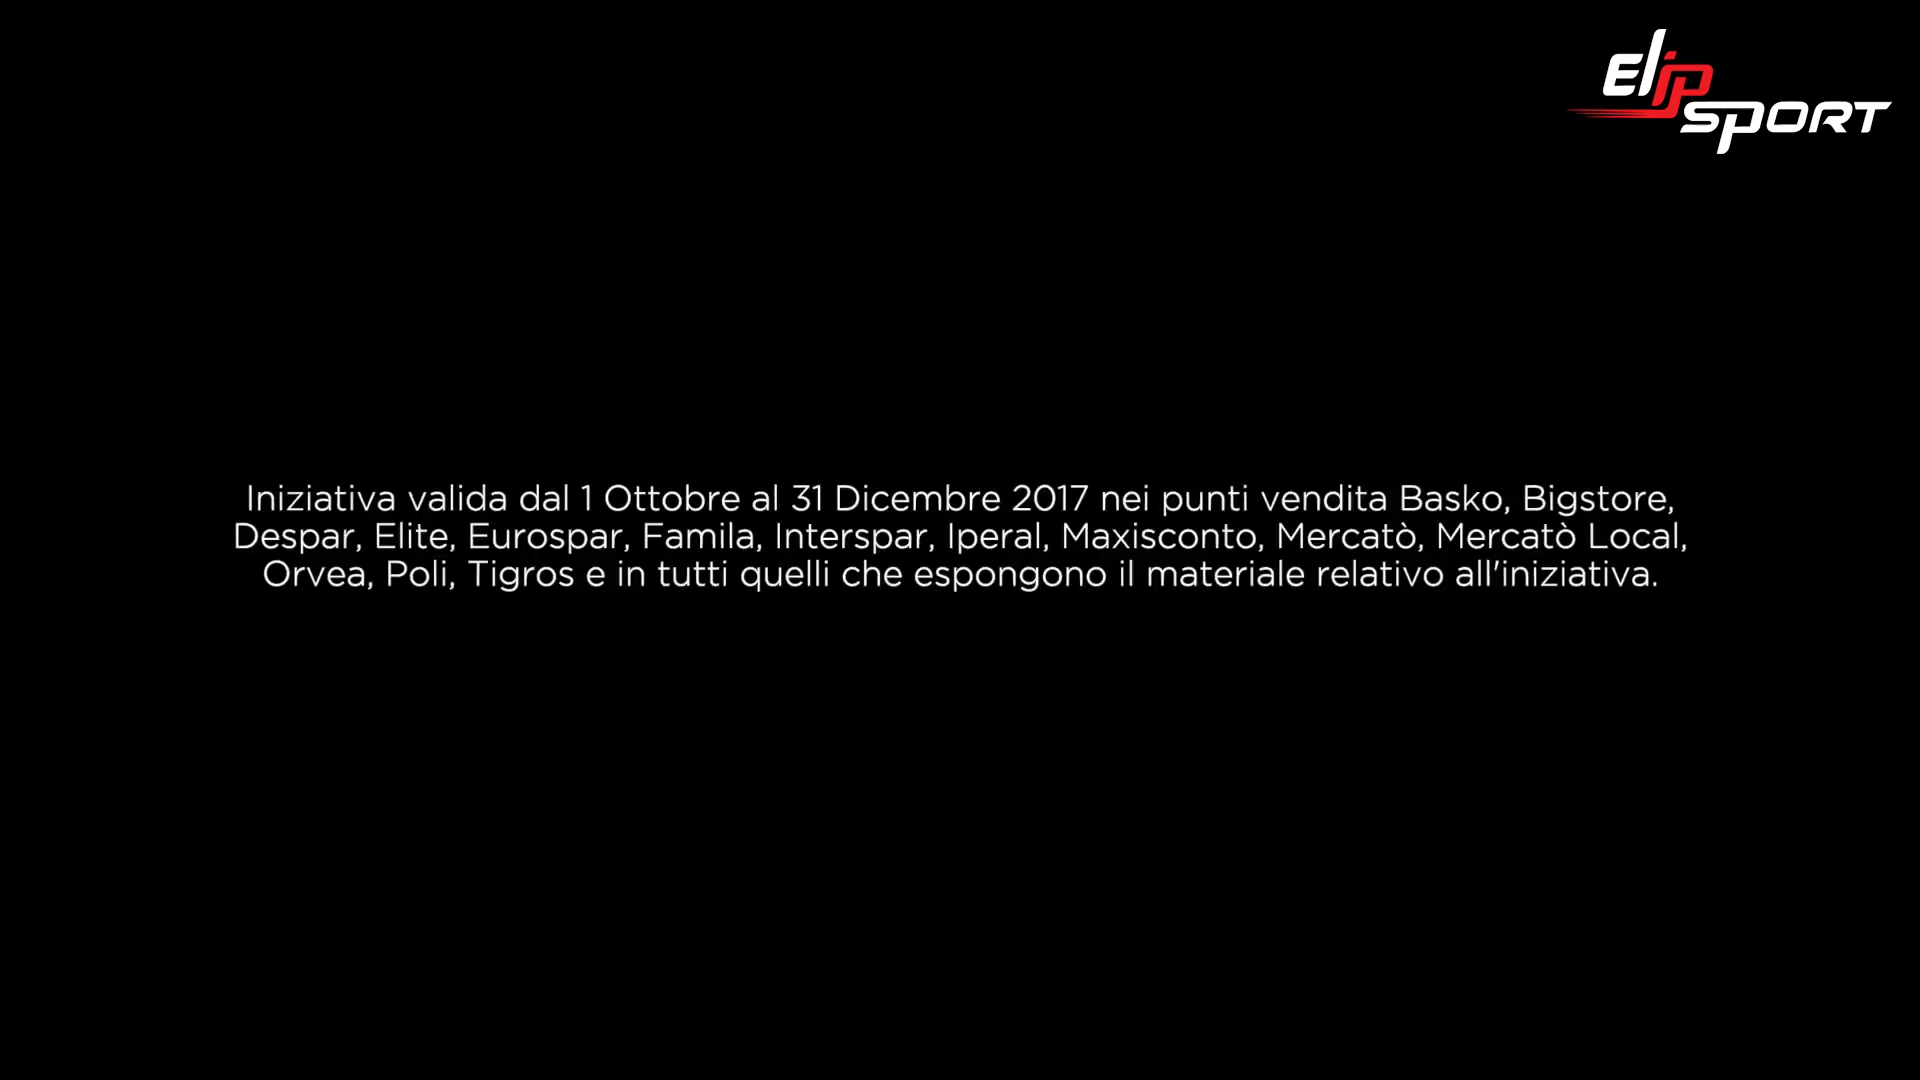 Elip
SPORT
Iniziativa valida dal 1 Ottobre al 31 Dicembre 2017 nei punti vendita Basko, Bigstore,
Despar, Elite, Eurospar, Famila, Interspar, Iperal, Maxisconto, Mercatò, Mercatò Local,
Orvea, Poli, Tigros e in tutti quelli che espongono il materiale relativo all'iniziativa.